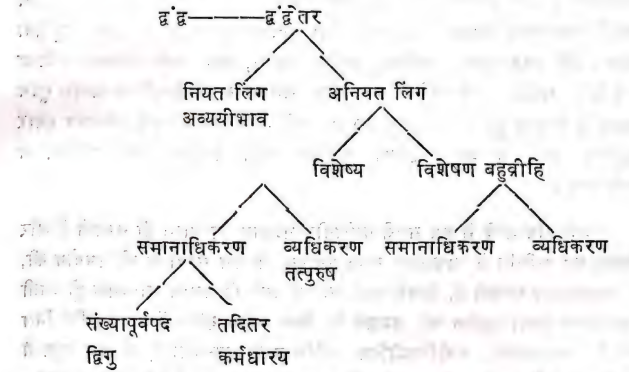 द्वंद्व————द्वंद्वेतर
नियत लिंग अनियत लिंग
अव्ययीभाव
विशेष्य विशेषण बहुव्रीहि
समानाधिकरण व्यधिकरण समानाधिकरण व्यधिकरण
तत्पुरुष
संख्यापूर्वपद तदितर
द्विगु कर्मधारय